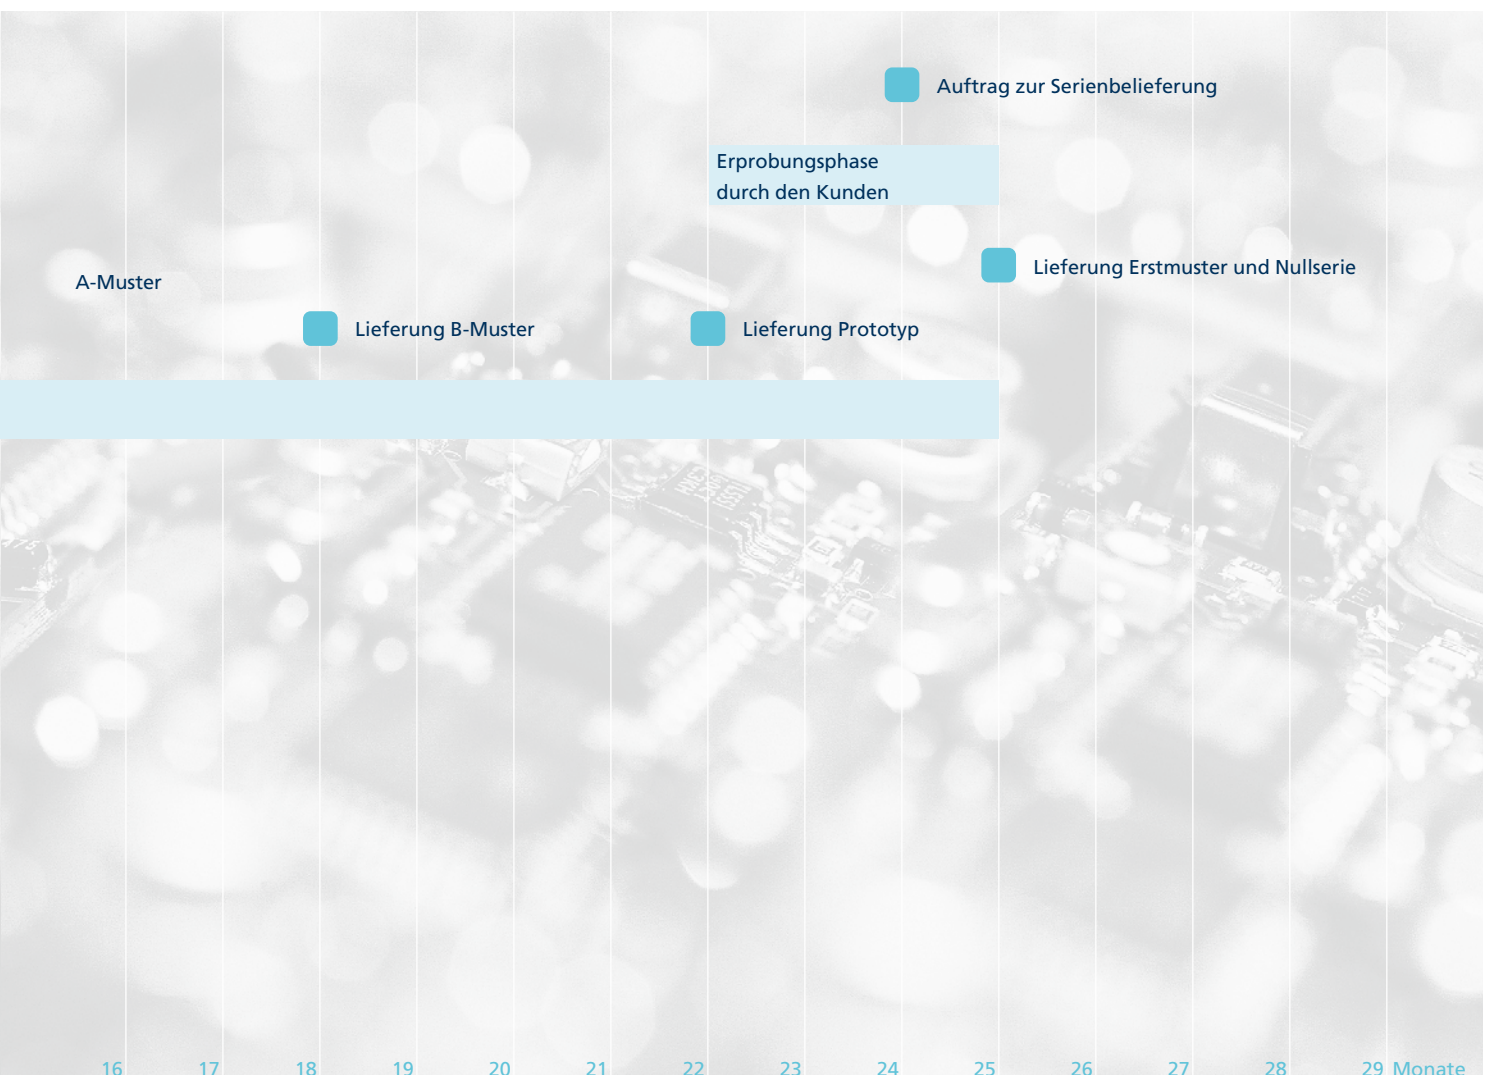 Auftrag zur Serienbelieferung
Erprobungsphase
durch den Kunden
Lieferung Erstmuster und Nullserie
A-Muster
Lieferung B-Muster
Lieferung Prototyp
16 17 18 19 20 21 22 23 24 25 26 27 28 29 Monate